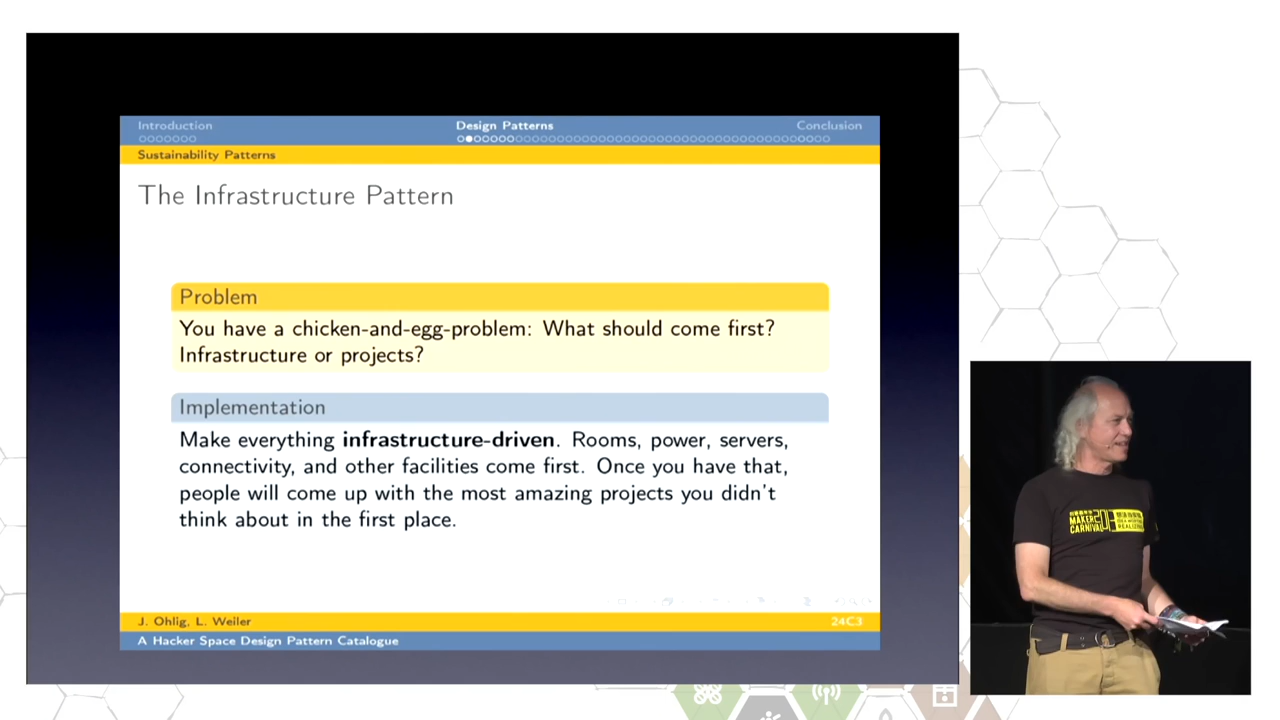 Introduction
Design Patterns
Conclusion
Sustainability Patterns
The Infrastructure Pattern
Problem
You have a chicken-and-egg-problem: What should come first?
Infrastructure or projects?
Implementation
Make everything infrastructure-driven. Rooms, power, servers,
connectivity, and other facilities come first. Once you have that,
people will come up with the most amazing projects you didn't
think about in the first place.
J. Ohlig, L. Weiler
24C3
A Hacker Space Design Pattern Catalogue
MAKER
CARNIVAL